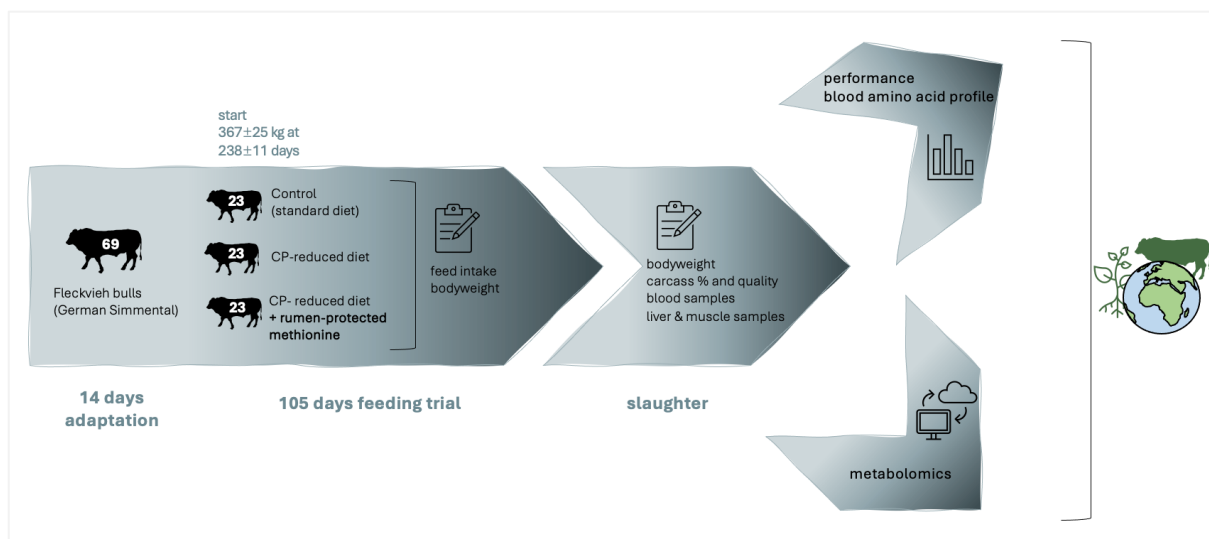 start
367±25 kg at
238±11 days
69
Fleckvieh bulls
(German Simmental)
23
Control
(standard diet)
23
CP-reduced diet
23
CP- reduced diet
+ rumen-protected
methionine
feed intake
bodyweight
14 days
adaptation
105 days feeding trial
bodyweight
carcass % and quality
blood samples
liver & muscle samples
slaughter
performance
blood amino acid profile
metabolomics